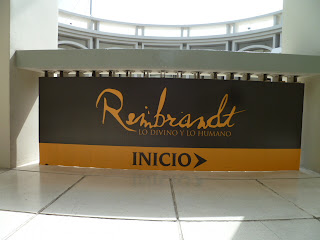 Rembrandt
LO DIVINO Y LO HUMANO
INICIO